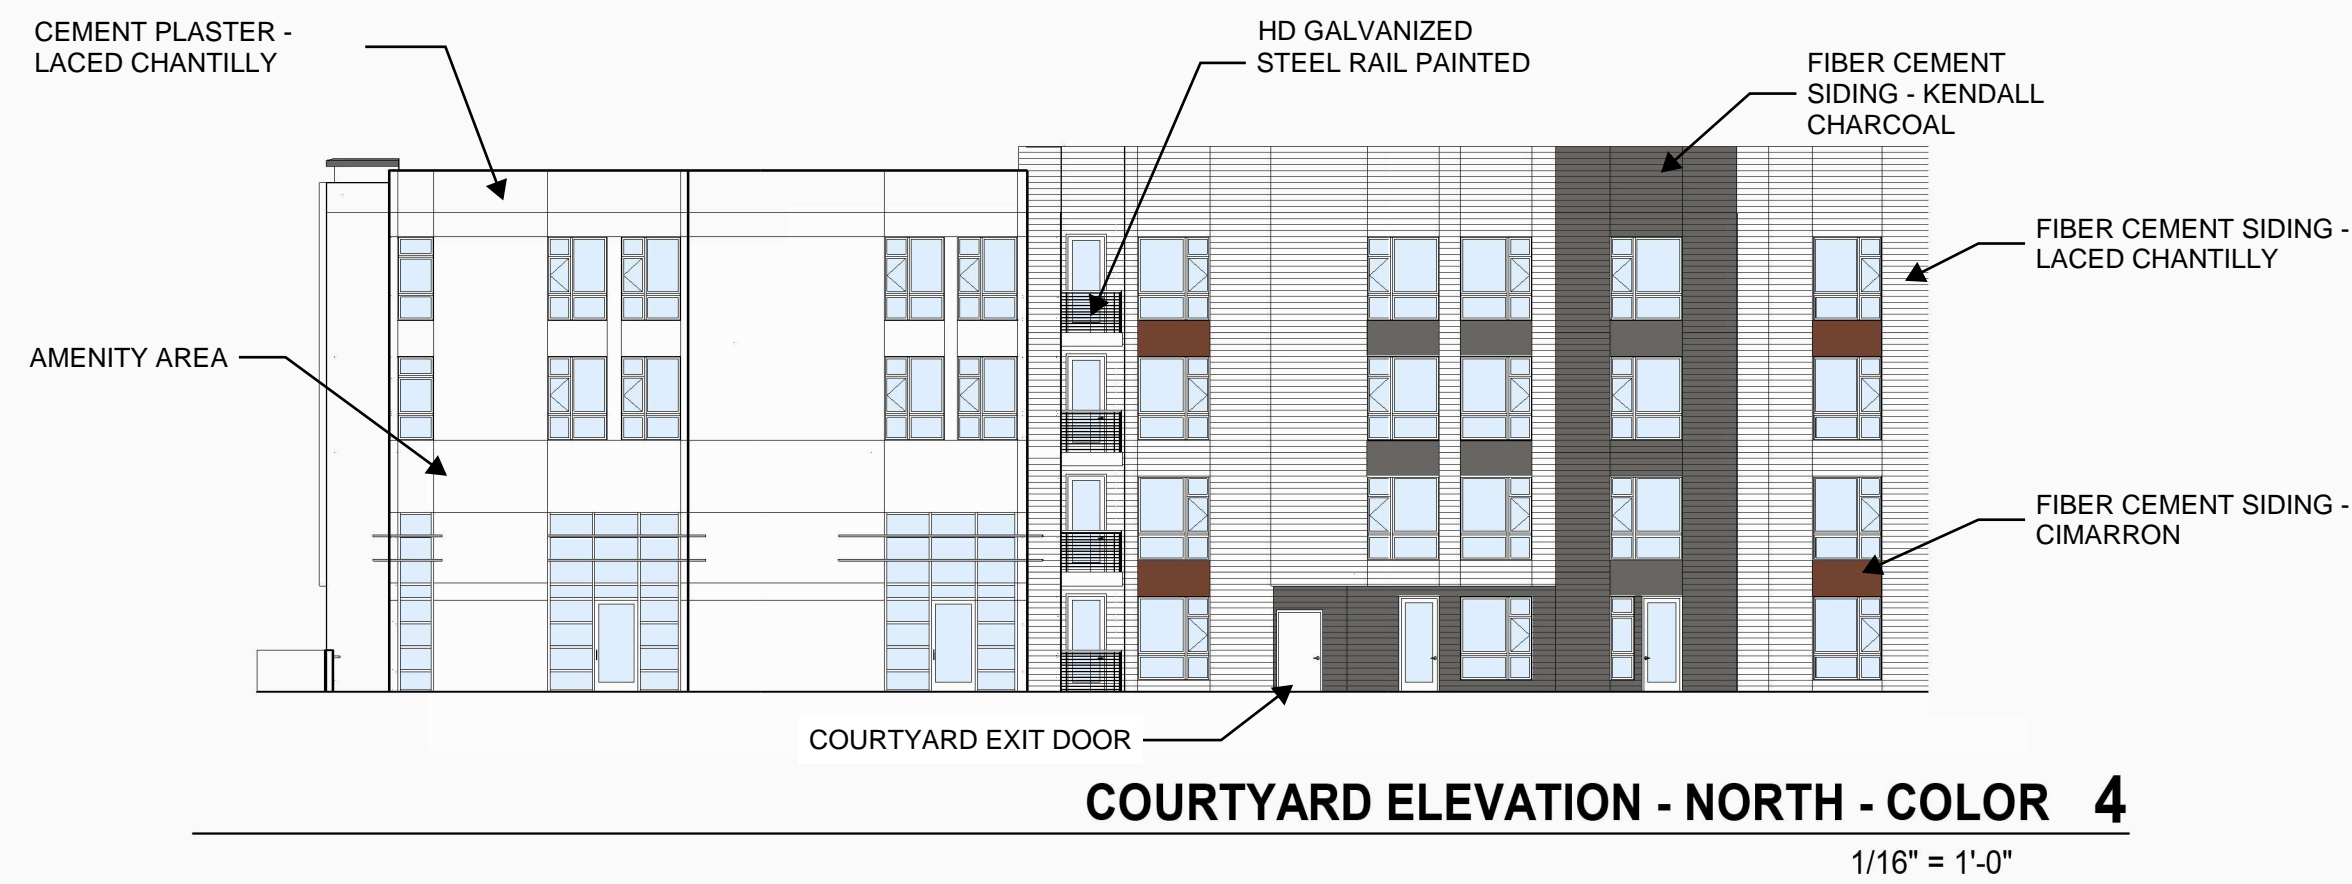 CEMENT PLASTER -
LACED CHANTILLY
HD GALVANIZED
STEEL RAIL PAINTED
FIBER CEMENT
SIDING - KENDALL
CHARCOAL
FIBER CEMENT SIDING -
LACED CHANTILLY
AMENITY AREA
FIBER CEMENT SIDING -
CIMARRON
COURTYARD EXIT DOOR
COURTYARD ELEVATION - NORTH - COLOR 4
1/16" = 1'-0"